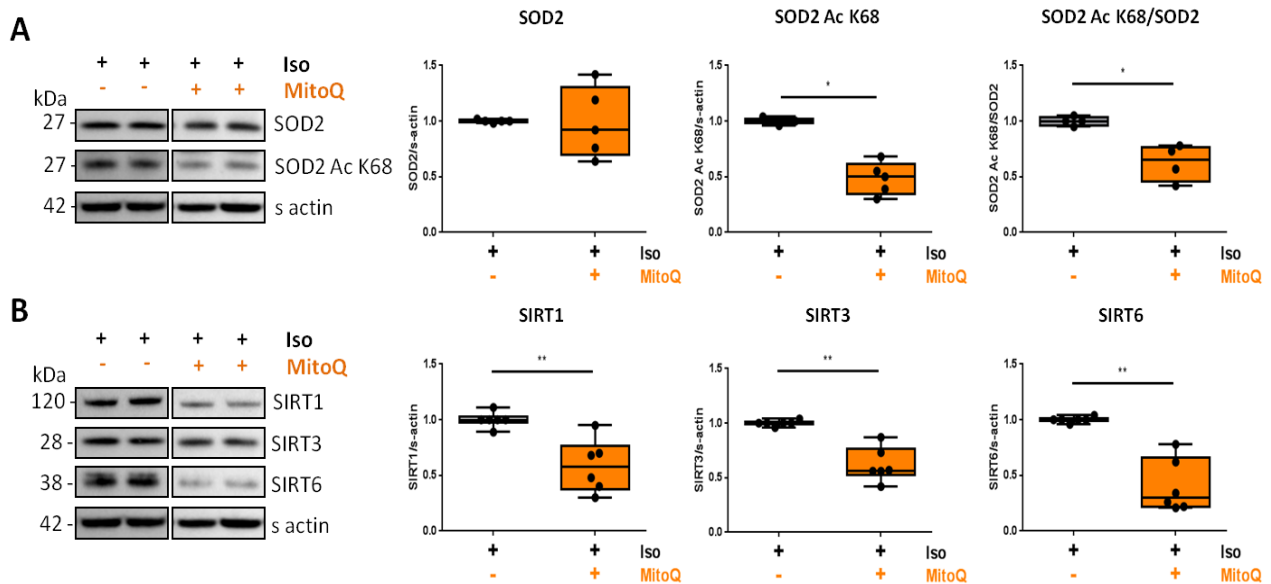 A
+ + + + Iso
- - + + MitoQ
kDa
27 - SOD2
27 - SOD2 Ac K68
42 - s actin
SOD2
SOD2/s-actin
1.5
1.0
0.5
0.0
+ + Iso
- + MitoQ
SOD2 Ac K68
SOD2 Ac K68/s-actin
1.5
1.0
0.5
0.0
*
+ + Iso
- + MitoQ
SOD2 Ac K68/SOD2
SOD2 Ac K68/SOD2
1.5
1.0
0.5
0.0
*
+ + Iso
- + MitoQ
B
+ + + + Iso
- - + + MitoQ
kDa
120 - SIRT1
28 - SIRT3
38 - SIRT6
42 - s actin
SIRT1
SIRT1/s-actin
1.5
1.0
0.5
0.0
**
+ + Iso
- + MitoQ
SIRT3
SIRT3/s-actin
1.5
1.0
0.5
0.0
**
+ + Iso
- + MitoQ
SIRT6
SIRT6/s-actin
1.5
1.0
0.5
0.0
**
+ + Iso
- + MitoQ